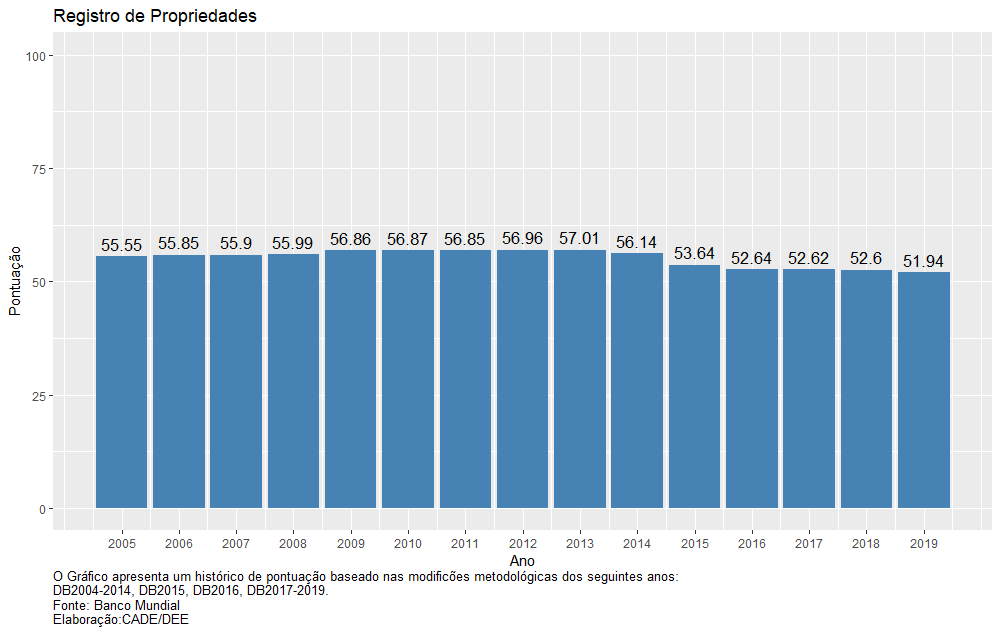 Registro de Propriedades
100
75
50
25
0
Pontuação
55.55 55.85 55.9 55.99 56.86 56.87 56.85 56.96 57.01 56.14 53.64 52.64 52.62 52.6 51.94
2005 2006 2007 2008 2009 2010 2011 2012 2013 2014 2015 2016 2017 2018 2019
Ano
O Gráfico apresenta um histórico de pontuação baseado nas modificões metodológicas dos seguintes anos:
DB2004-2014, DB2015, DB2016, DB2017-2019.
Fonte: Banco Mundial
Elaboração:CADE/DEE